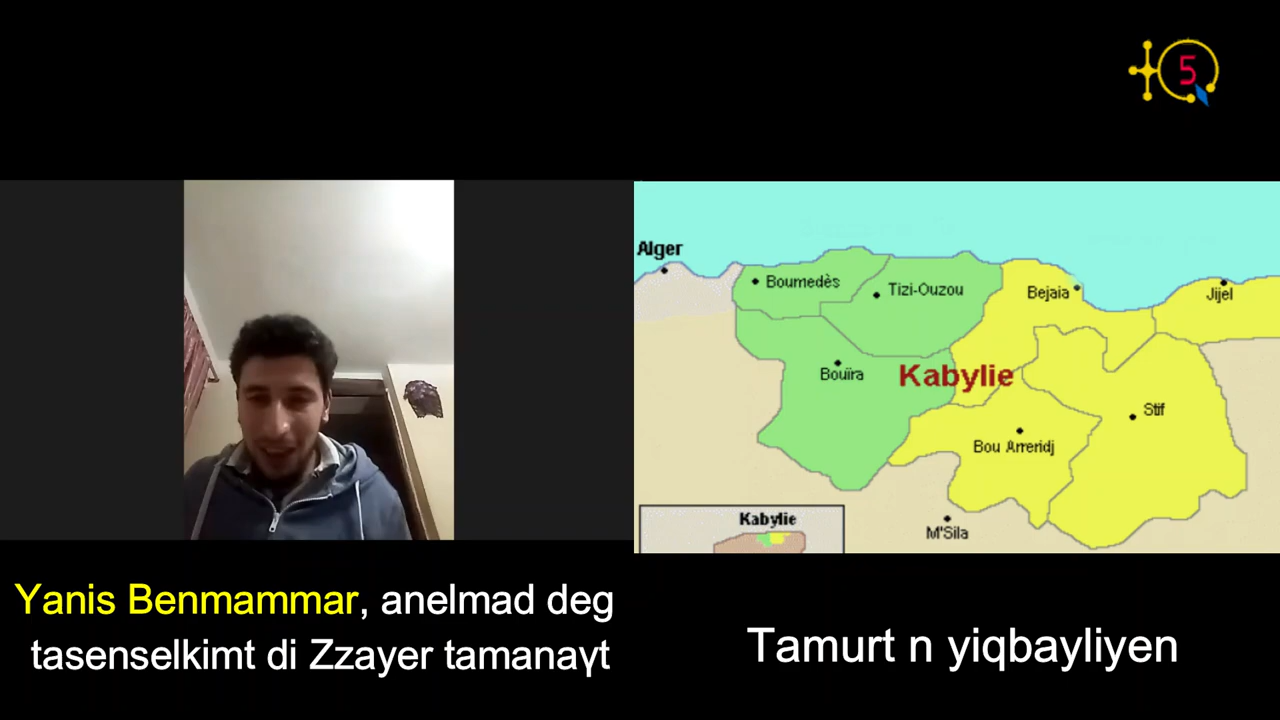 5
Alger
Boumedès
Tizi-Ouzou
Bejaia
Jijel
Bouïra
Kabylie
Stif
Bou Arreridj
M'Sila
Kabylie
Yanis Benmammar, anelmad deg
tasenselkimt di Zzayer tamanaɣt
Tamurt n yiqbayliyen